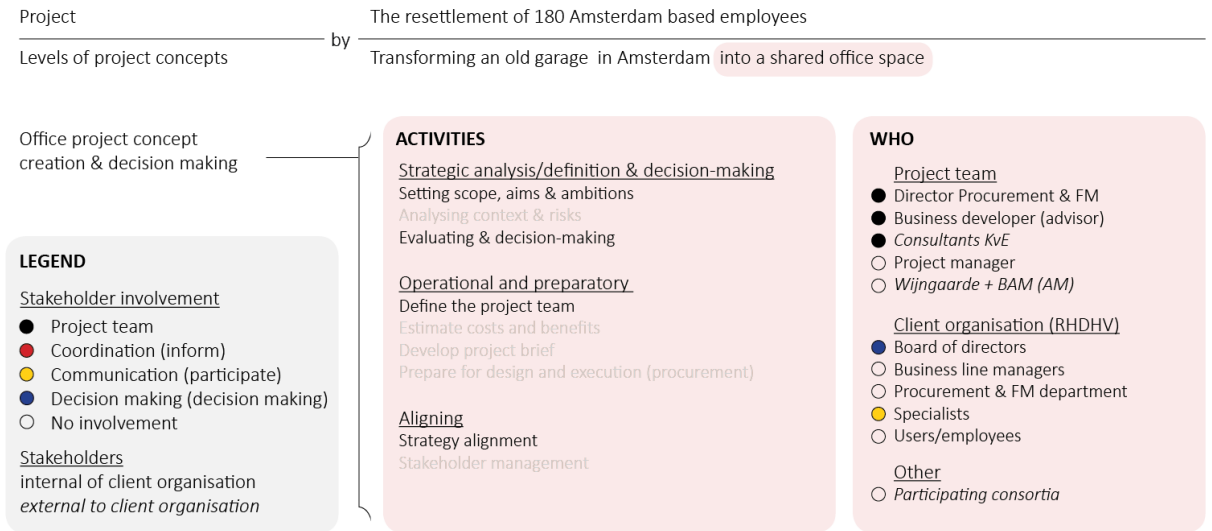 Project
The resettlement of 180 Amsterdam based employees
by
Levels of project concepts
Transforming an old garage in Amsterdam into a shared office space
Office project concept
creation & decision making
LEGEND
Stakeholder involvement
Project team
Coordination (inform)
Communication (participate)
Decision making (decision making)
No involvement
Stakeholders
internal of client organisation
external to client organisation
ACTIVITIES
Strategic analysis/definition & decision-making
Setting scope, aims & ambitions
Analysing context & risks
Evaluating & decision-making
Operational and preparatory
Define the project team
Estimate costs and benefits
Develop project brief
Prepare for design and execution (procurement)
Aligning
Strategy alignment
Stakeholder management
WHO
Project team
Director Procurement & FM
Business developer (advisor)
Consultants KvE
Project manager
Wijngaarde + BAM (AM)
Client organisation (RHDHV)
Board of directors
Business line managers
Procurement & FM department
Specialists
Users/employees
Other
Participating consortia